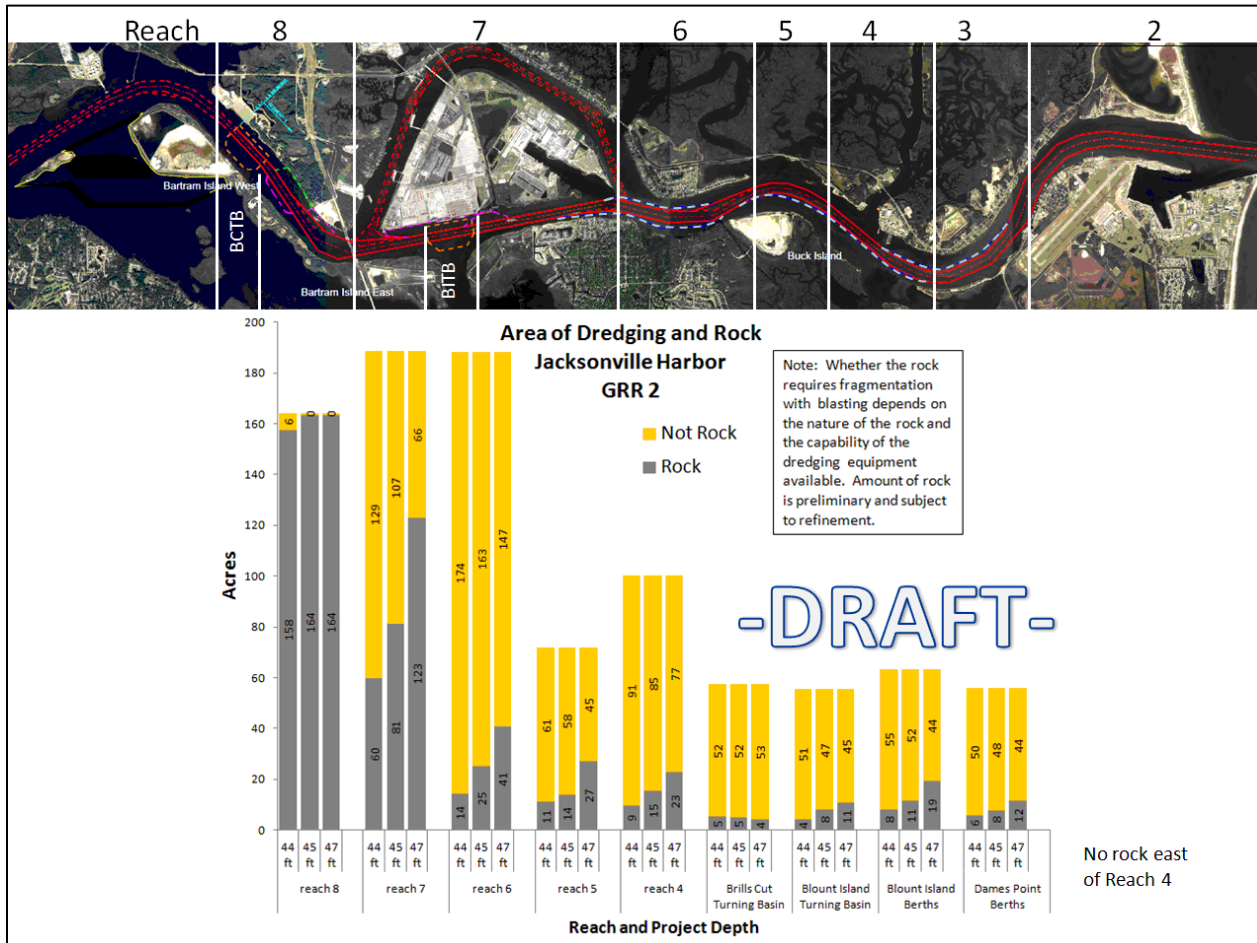 Reach 8 7 6 5 4 3 2
Bartram Island West
BCTB
Bartram Island East
BITB
Buck Island
Area of Dredging and Rock
Jacksonville Harbor
GRR 2
Not Rock
Rock
Note: Whether the rock
requires fragmentation
with blasting depends on
the nature of the rock and
the capability of the
dredging equipment
available. Amount of rock
is preliminary and subject
to refinement.
-DRAFT-
Acres
200
180
160
140
120
100
80
60
40
20
0
6 0 0
158 164 164
129 107 66
60 81 123
174 163 147
14 25 41
61 58 45
11 14 27
91 85 77
9 15 23
52 52 53
5 5 4
51 47 45
4 8 11
55 52 44
8 11 19
50 48 44
6 8 12
44 45 47 44 45 47 44 45 47 44 45 47 44 45 47 44 45 47 44 45 47 44 45 47 44 45 47
ft ft ft ft ft ft ft ft ft ft ft ft ft ft ft ft ft ft ft ft ft ft ft ft ft ft ft
reach 8 reach 7 reach 6 reach 5 reach 4 Brills Cut Blount Island Blount Island Dames Point
Turning Basin Turning Basin Berths Berths
Reach and Project Depth
No rock east
of Reach 4